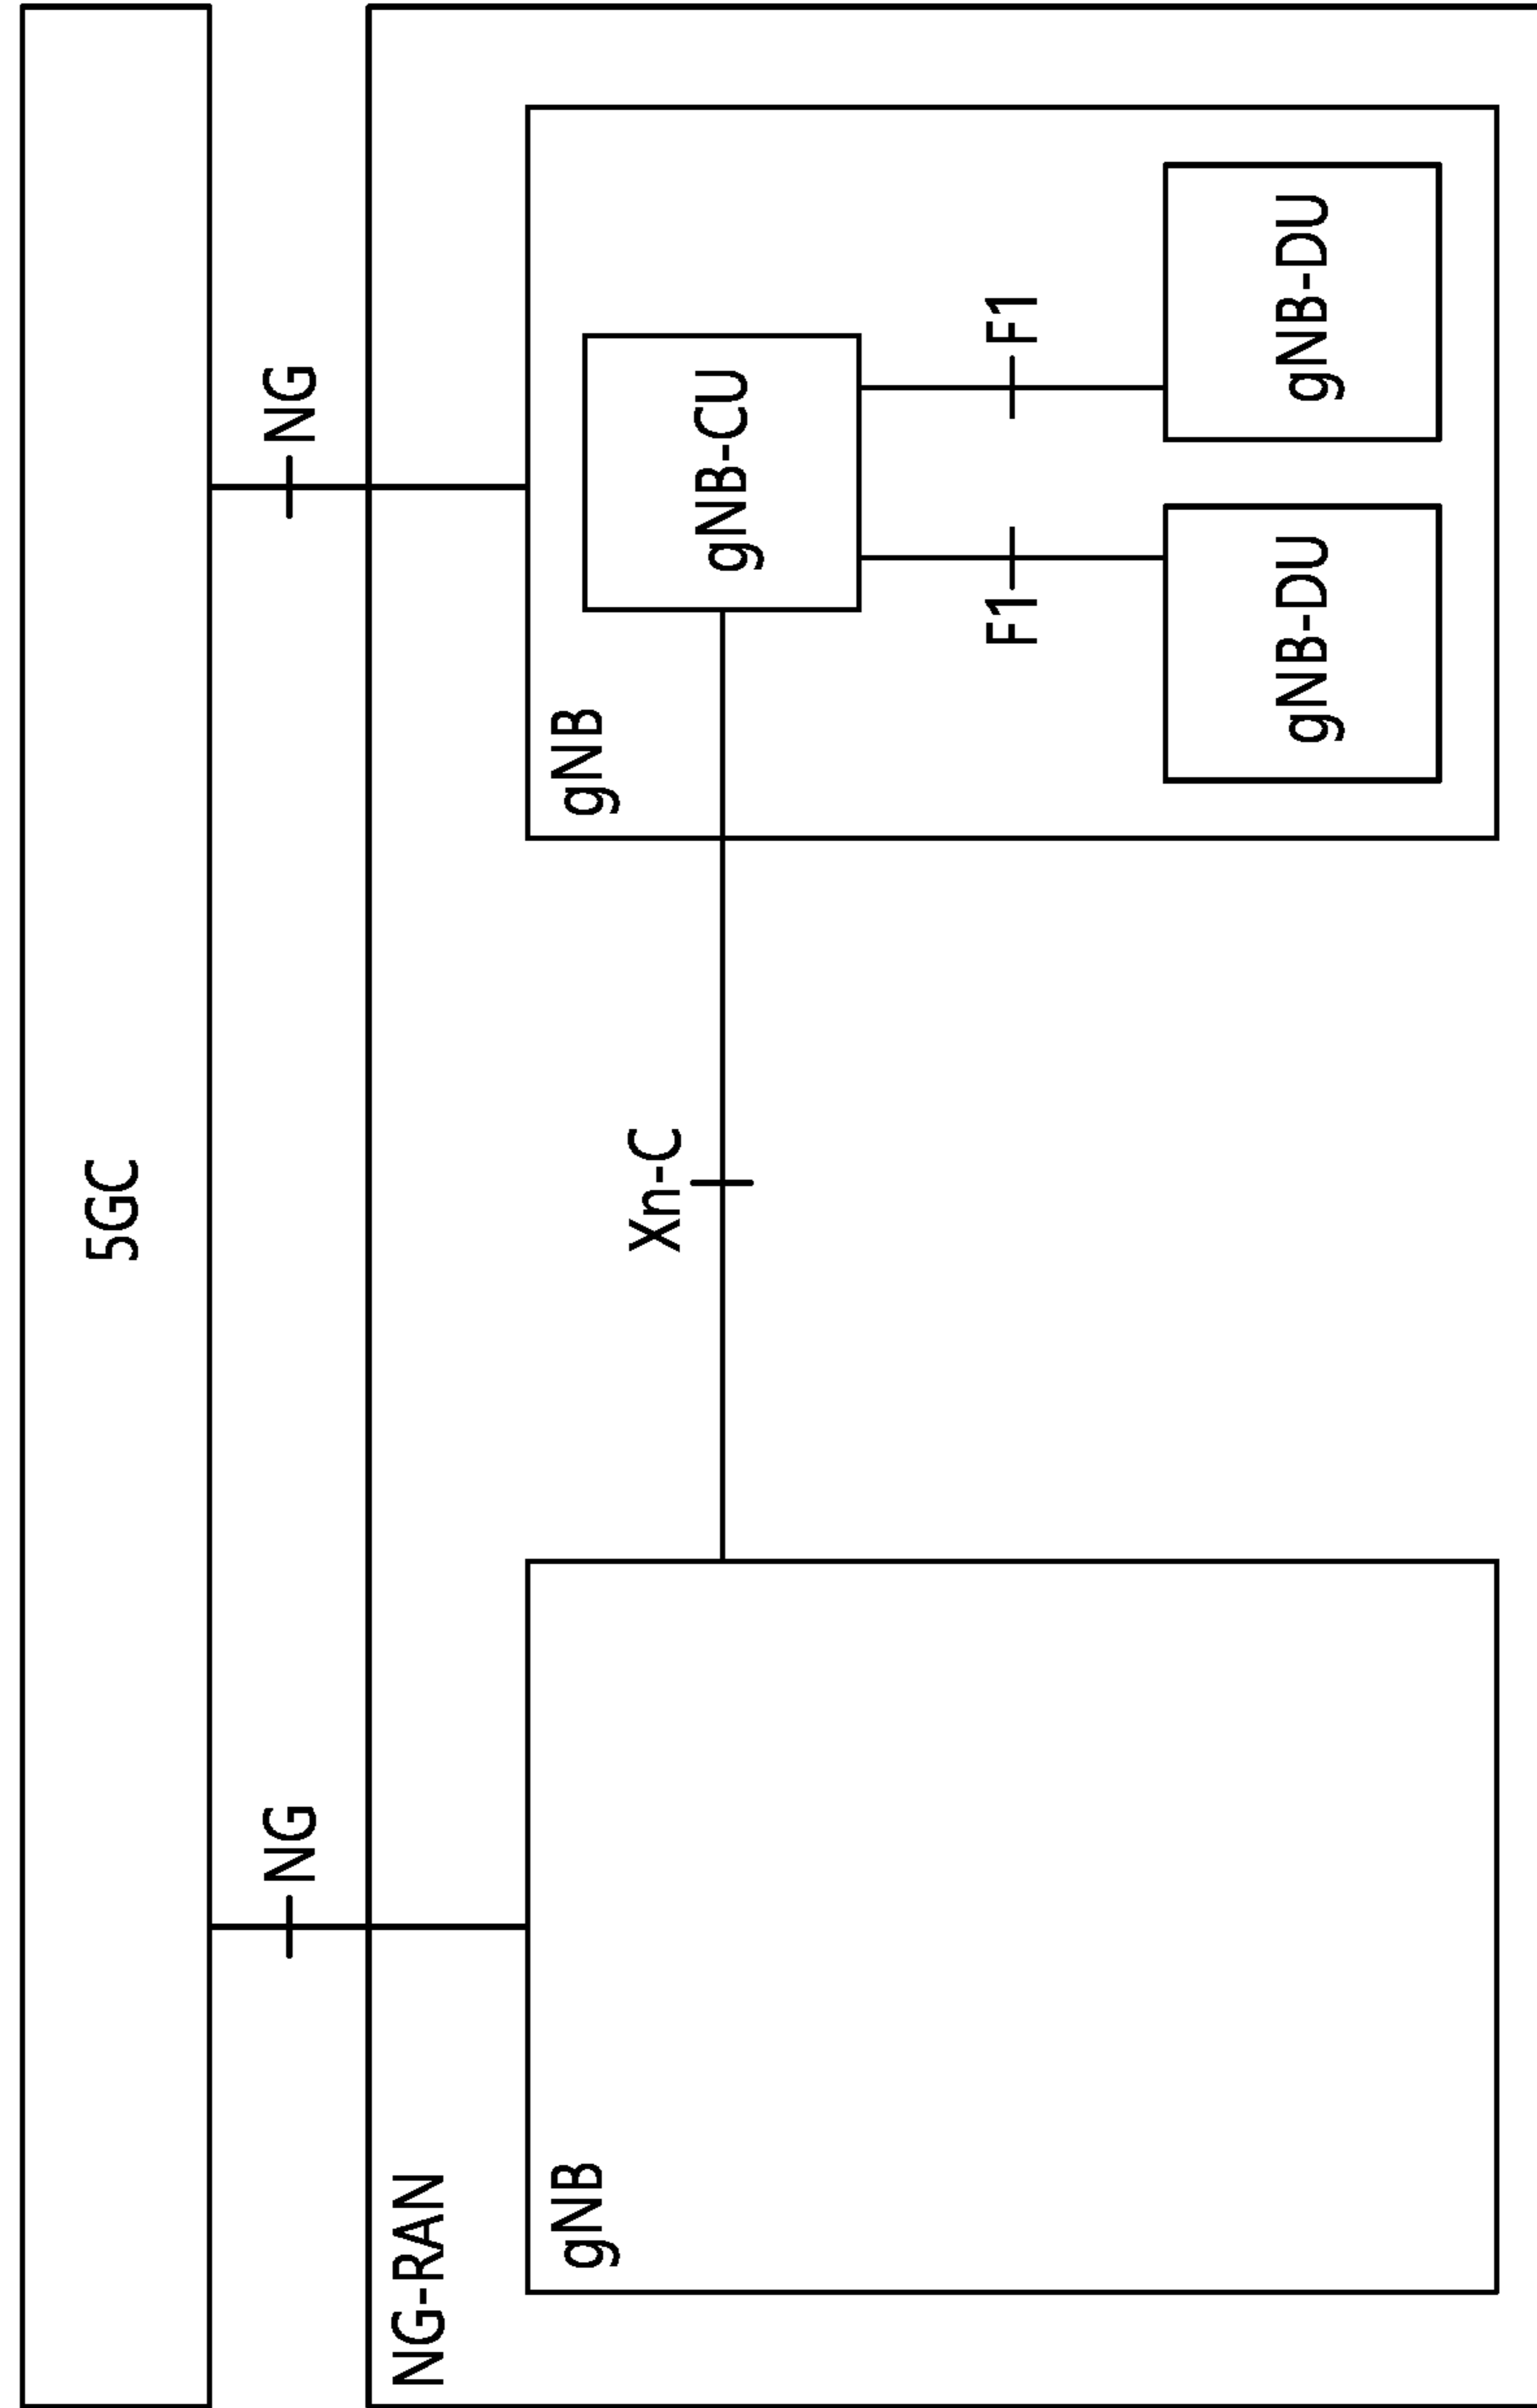 5GC
NG
NG
NG-RAN
gNB
gNB
Xn-C
gNB-CU
F1
F1
gNB-DU
gNB-DU